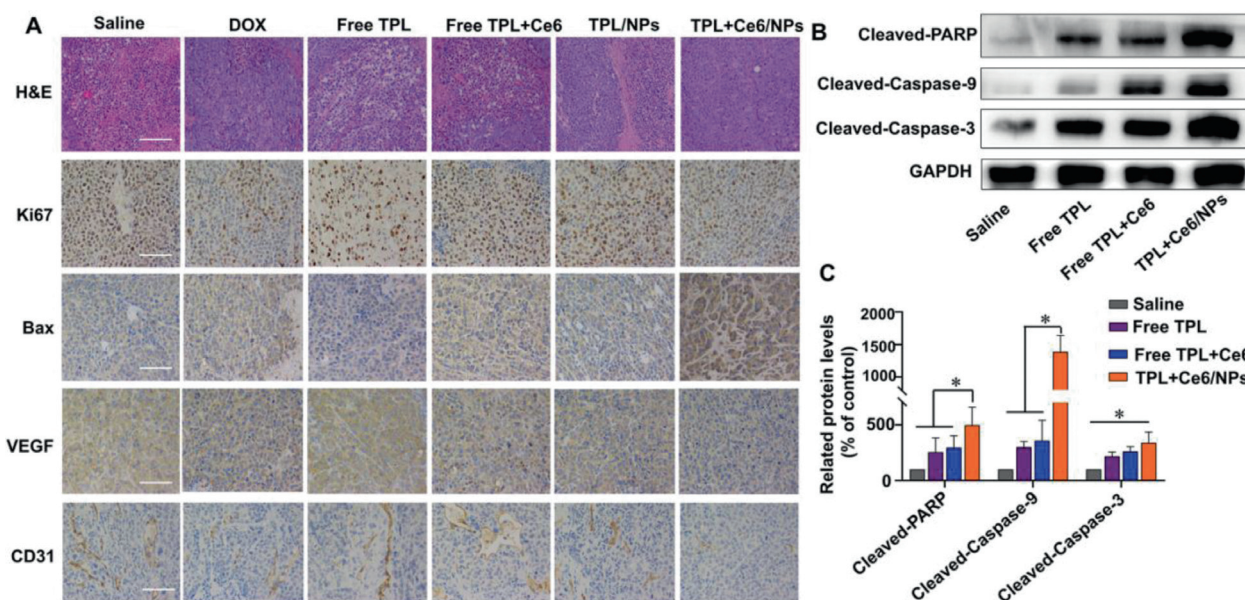 A
Saline DOX Free TPL Free TPL+Ce6 TPL/NPs TPL+Ce6/NPs
H&E
Ki67
Bax
VEGF
CD31
B
Cleaved-PARP
Cleaved-Caspase-9
Cleaved-Caspase-3
GAPDH
Saline Free TPL Free TPL+Ce6 TPL+Ce6/NPs
C
Saline
Free TPL
Free TPL+Ce6
TPL+Ce6/NPs
Related protein levels
(% of control)
2000
1500
1000
500
0
* * *
Cleaved-PARP Cleaved-Caspase-9 Cleaved-Caspase-3